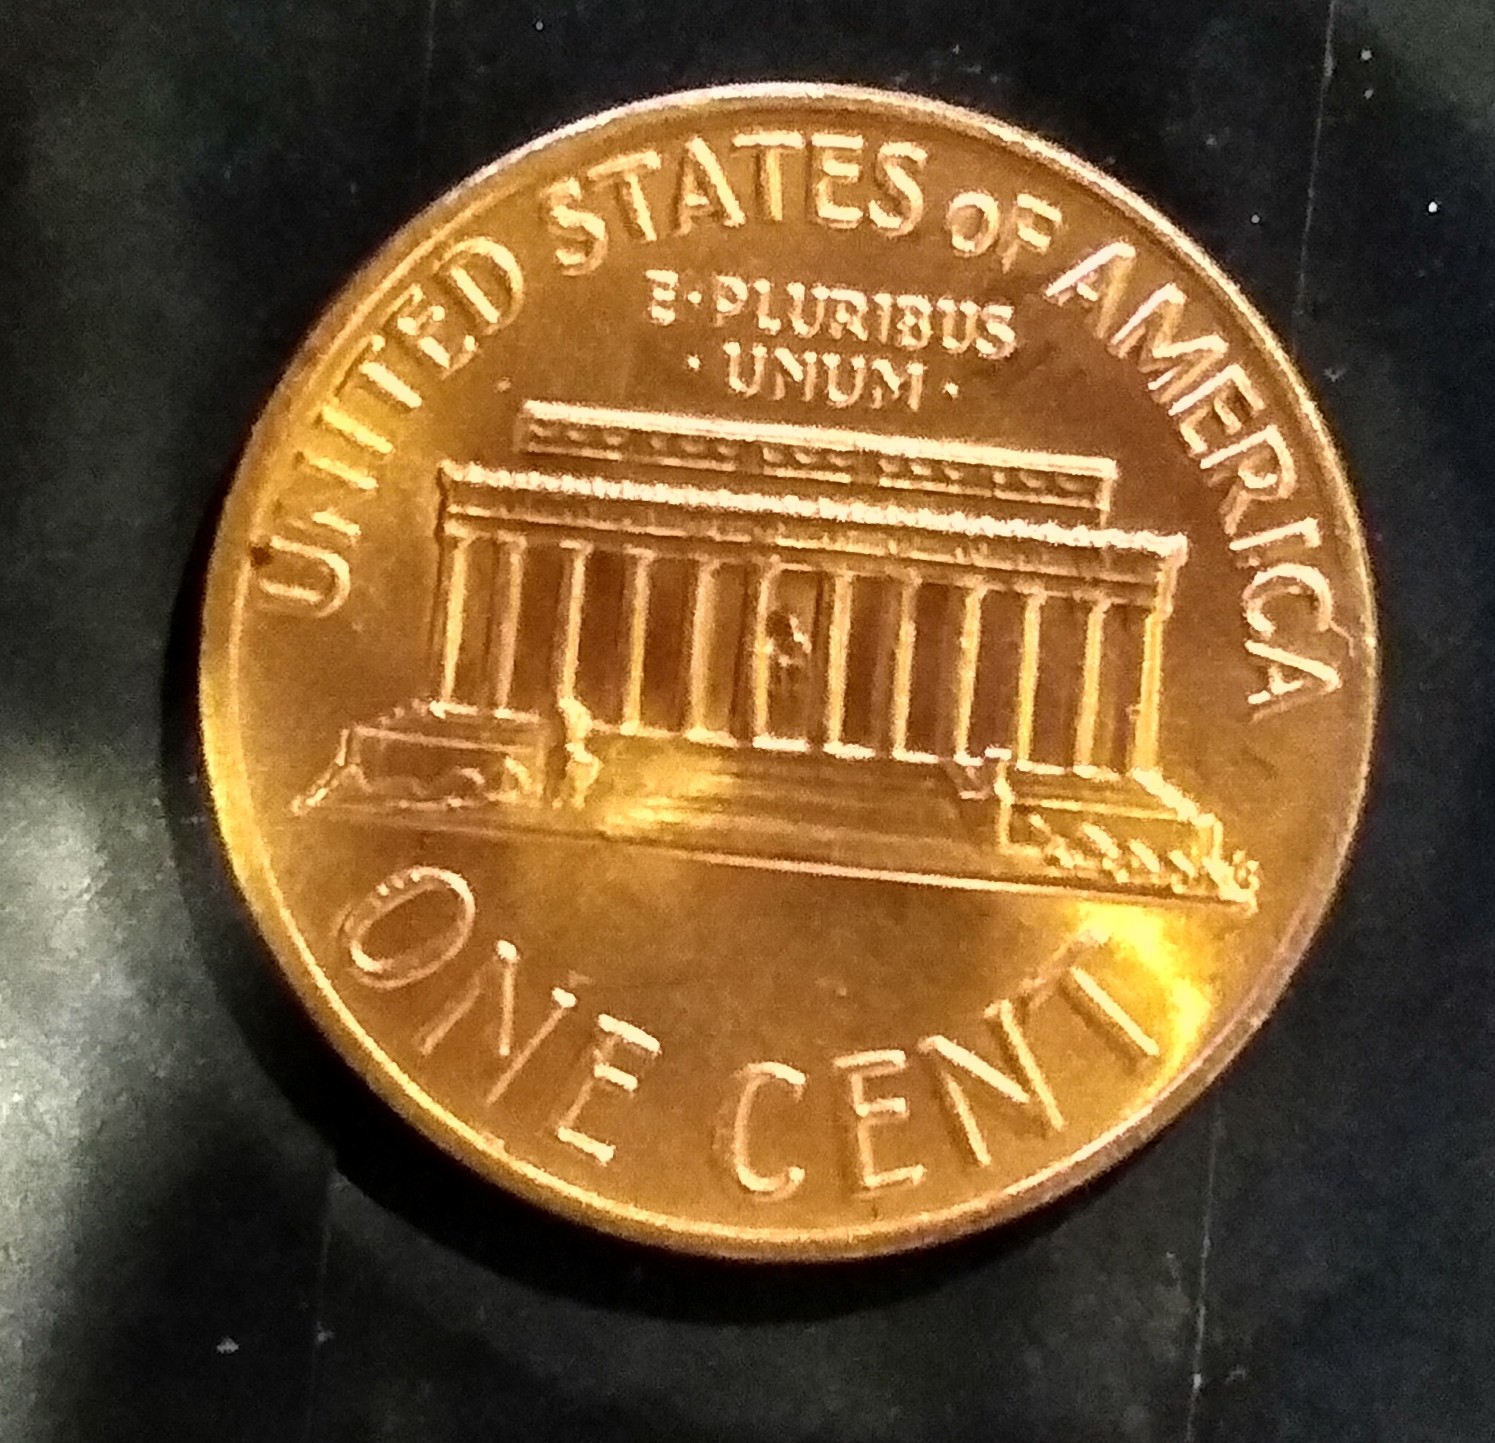 UNITED STATES OF AMERICA
E·PLURIBUS
·UNUM·
ONE CENT